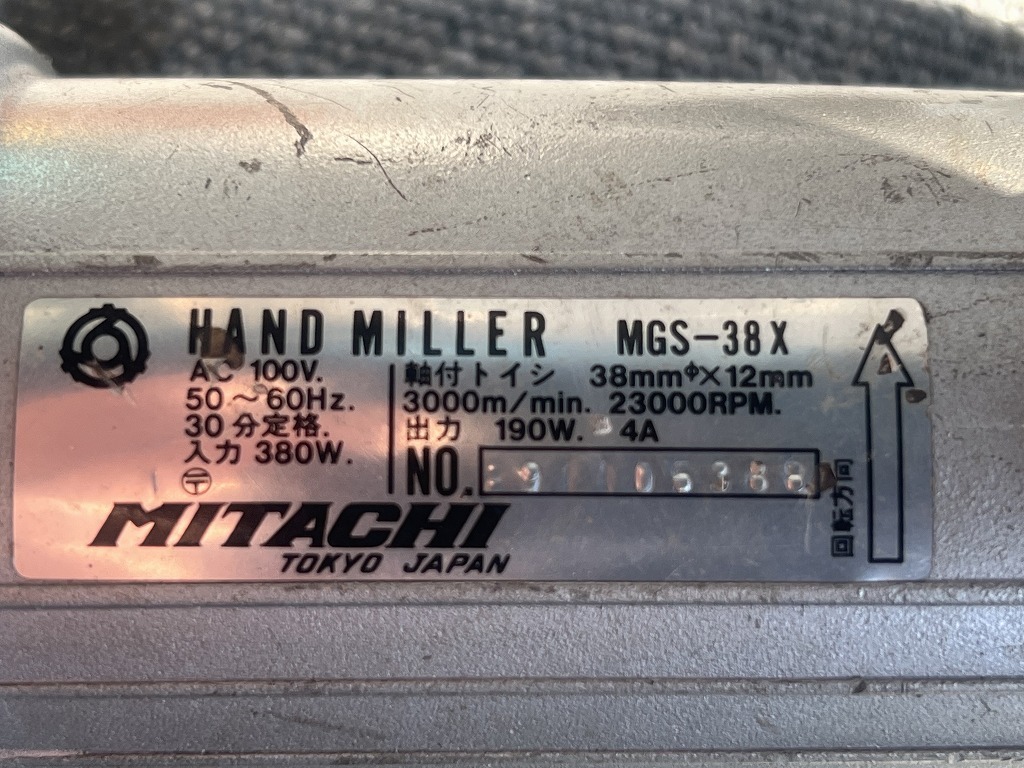 HAND MILLER MGS-38X
AC 100V.
50～60Hz.
30分定格.
入力 380W.
〒
軸付トイシ 38mmφ×12mm
3000m/min. 23000RPM.
出力 190W. 4A
NO.
回転方向
MITACHI
TOKYO JAPAN